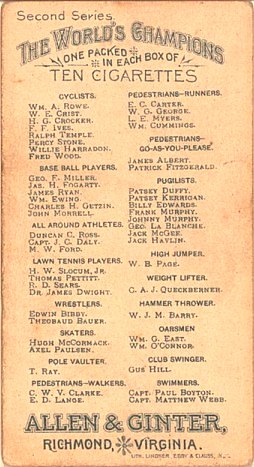 Second Series
THE WORLD'S CHAMPIONS
ONE PACKED
IN EACH BOX OF
TEN CIGARETTES
CYCLISTS.
WM. A. ROWE.
W. E. CRIST.
H. G. CROCKER.
F. F. IVES.
RALPH TEMPLE.
PERCY STONE.
WILLIE HARRADON.
FRED WOOD.
BASE BALL PLAYERS.
GEO. F. MILLER.
JAS. H. FOGARTY.
JAMES RYAN.
WM. EWING.
CHARLES H. GETZIN.
JOHN MORRELL.
ALL AROUND ATHLETES.
DUNCAN C. ROSS.
CAPT. J. C. DALY.
M. W. FORD.
LAWN TENNIS PLAYERS.
H. W. SLOCUM, JR.
THOMAS PETTITT.
R. D. SEARS.
DR. JAMES DWIGHT.
WRESTLERS.
EDWIN BIBBY.
THEOBAUD BAUER.
SKATERS.
HUGH MCCORMACK.
AXEL PAULSEN.
POLE VAULTER.
T. RAY.
PEDESTRIANS-WALKERS.
C. W. V. CLARKE.
E. D. LANGE.
PEDESTRIANS-RUNNERS.
E. C. CARTER.
W. G. GEORGE.
L. E. MYERS.
WM. CUMMINGS.
PEDESTRIANS-
GO-AS-YOU-PLEASE.
JAMES ALBERT.
PATRICK FITZGERALD.
PUGILISTS.
PATSEY DUFFY.
PATSEY KERRIGAN.
BILLY EDWARDS.
FRANK MURPHY.
JOHNNY MURPHY.
GEO. LA BLANCHE.
JACK MCGEE.
JACK HAVLIN.
HIGH JUMPER.
W. B. PAGE.
WEIGHT LIFTER.
C. A. J. QUECKBERNER.
HAMMER THROWER.
W. J. M. BARRY.
OARSMEN
WM. G. EAST.
WM. O'CONNOR.
CLUB SWINGER.
GUS HILL.
SWIMMERS.
CAPT. PAUL BOYTON.
CAPT. MATTHEW WEBB.
ALLEN & GINTER,
RICHMOND, VIRGINIA.
LITH. LINDNER, EDDY & CLAUSS, N.Y.